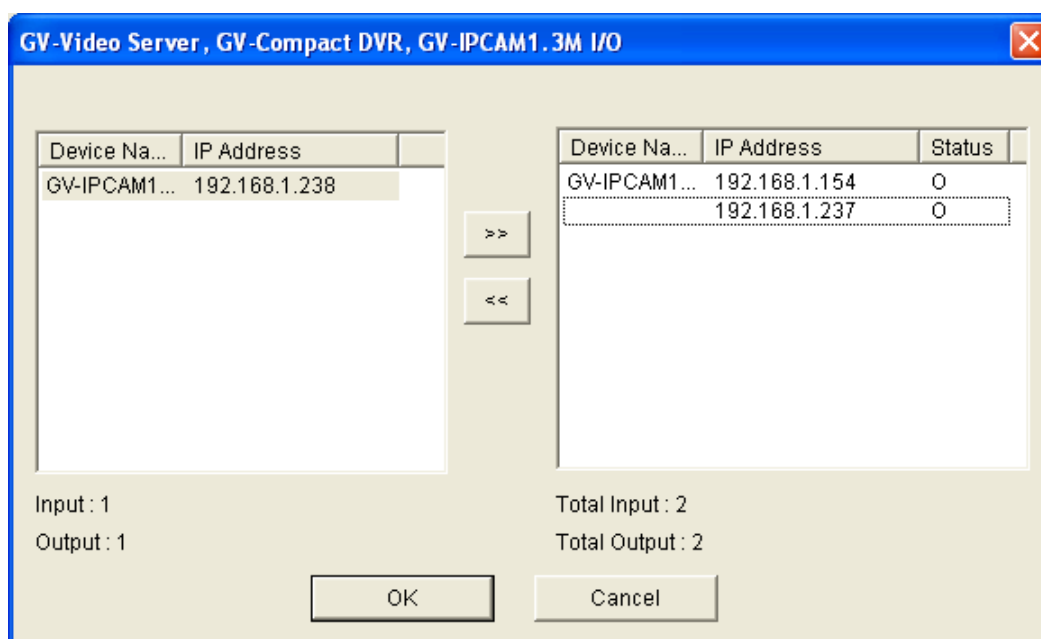 GV-Video Server, GV-Compact DVR, GV-IPCAM1.3M I/O
Device Na... IP Address
GV-IPCAM1... 192.168.1.238
>>
<<
Device Na... IP Address Status
GV-IPCAM1... 192.168.1.154 O
192.168.1.237 O
Input : 1
Output : 1
Total Input : 2
Total Output : 2
OK Cancel